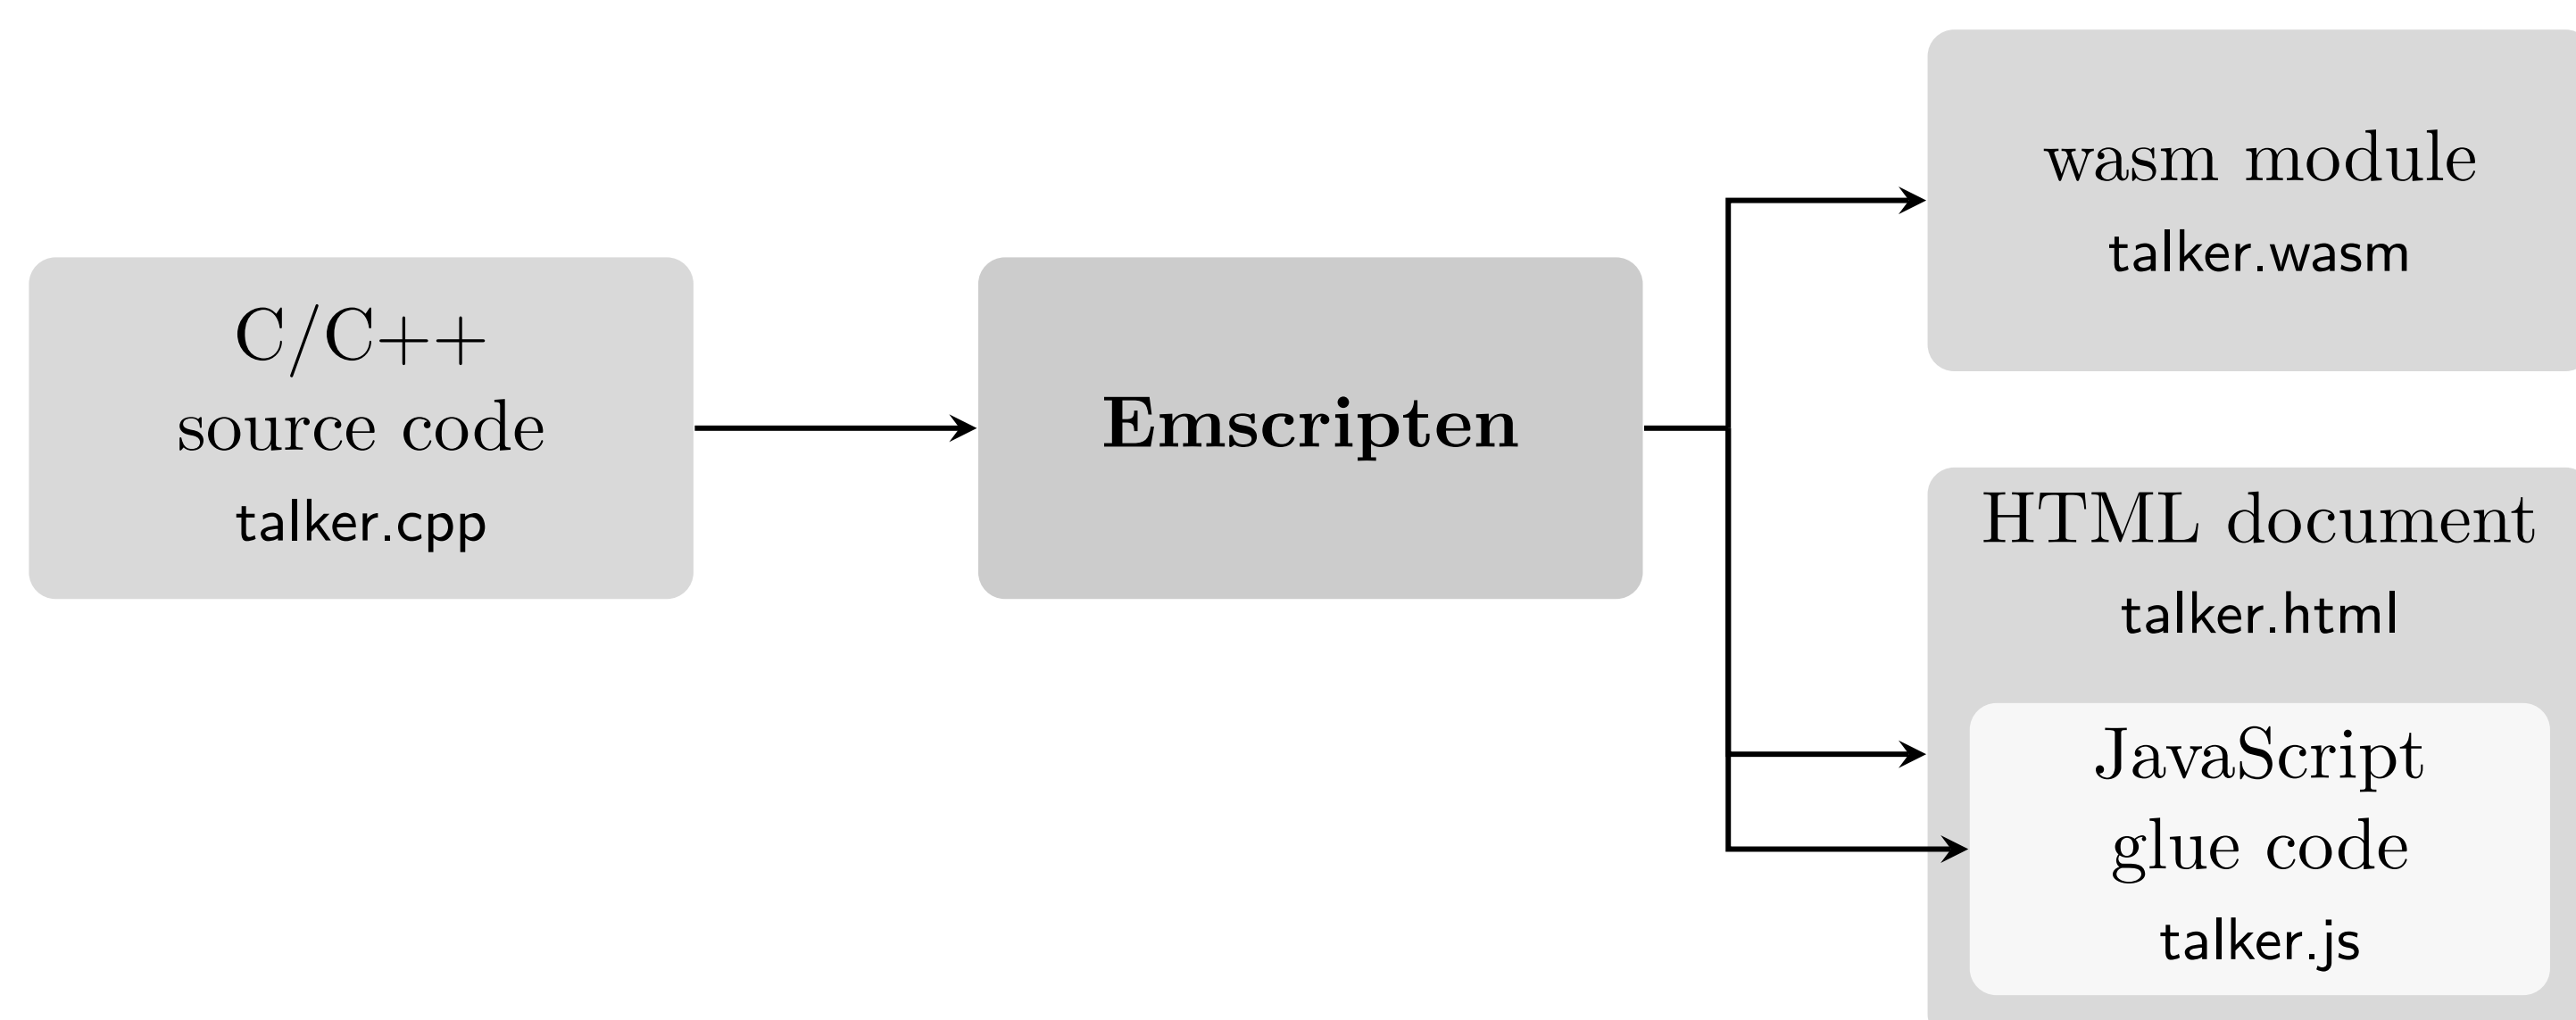 C/C++
source code
talker.cpp
Emscripten
wasm module
talker.wasm
HTML document
talker.html
JavaScript
glue code
talker.js